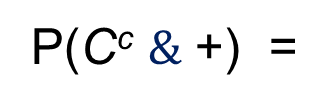 P(Cᶜ & +) =